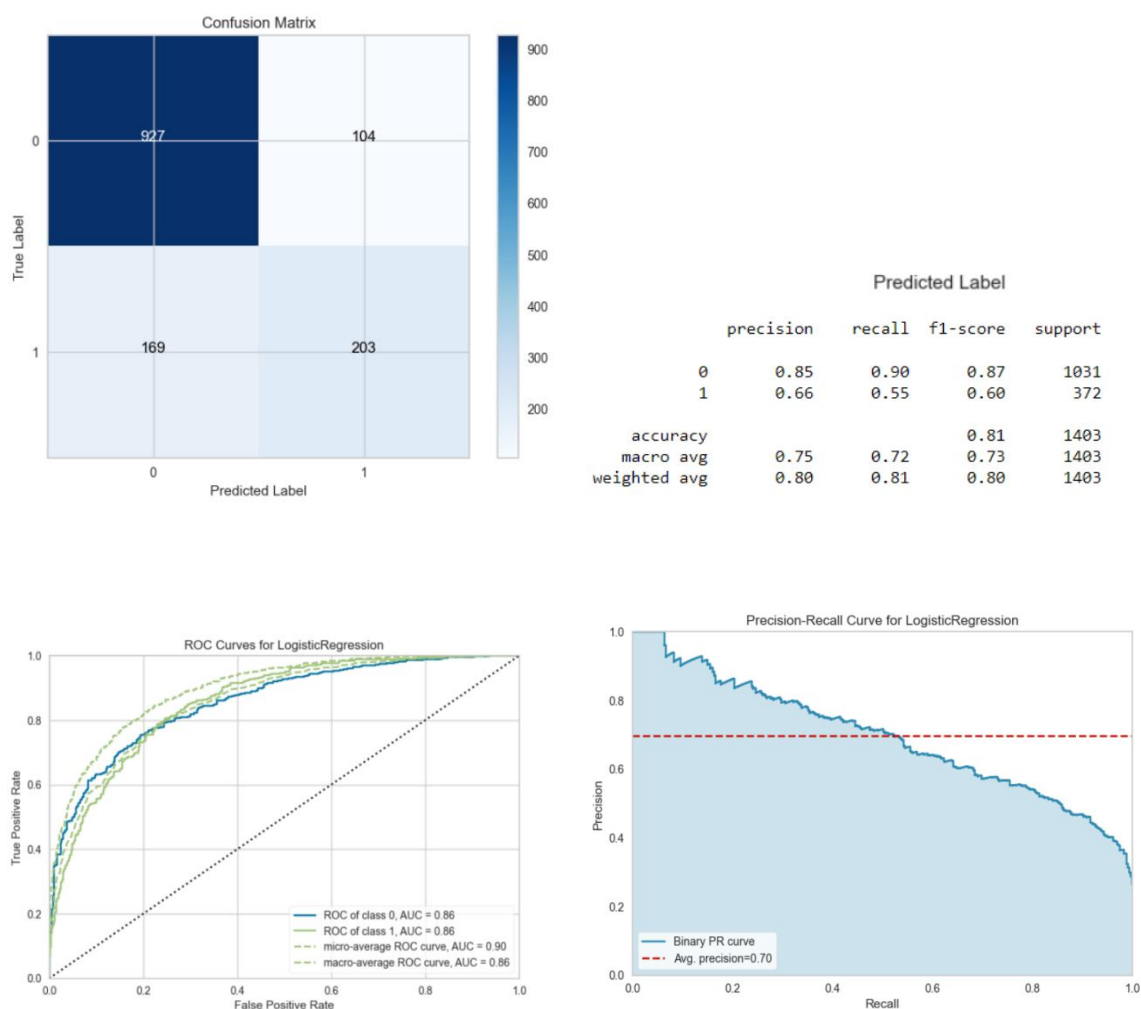 Confusion Matrix
900
800
700
600
500
400
300
200
0
1
927
104
169
203
True Label
0
1
Predicted Label
Predicted Label
precision recall f1-score support
0 0.85 0.90 0.87 1031
1 0.66 0.55 0.60 372
accuracy 0.81 1403
macro avg 0.75 0.72 0.73 1403
weighted avg 0.80 0.81 0.80 1403
ROC Curves for LogisticRegression
1.0
0.8
0.6
0.4
0.2
0.0
True Positive Rate
ROC of class 0, AUC = 0.86
ROC of class 1, AUC = 0.86
micro-average ROC curve, AUC = 0.90
macro-average ROC curve, AUC = 0.86
0.0 0.2 0.4 0.6 0.8 1.0
False Positive Rate
Precision-Recall Curve for LogisticRegression
1.0
0.8
0.6
0.4
0.2
0.0
Precision
Binary PR curve
Avg. precision=0.70
0.0 0.2 0.4 0.6 0.8 1.0
Recall